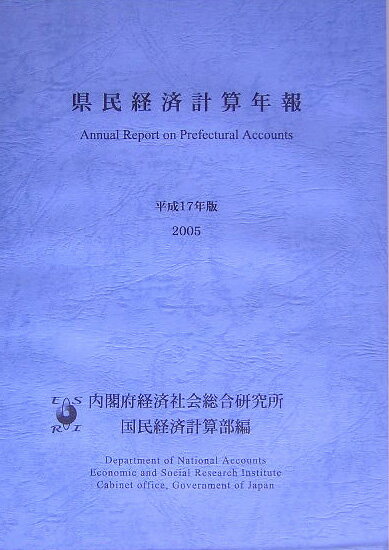 県民経済計算年報
Annual Report on Prefectural Accounts
平成17年版
2005
E S
R I
内閣府経済社会総合研究所
国民経済計算部編
Department of National Accounts
Economic and Social Research Institute
Cabinet office, Government of Japan